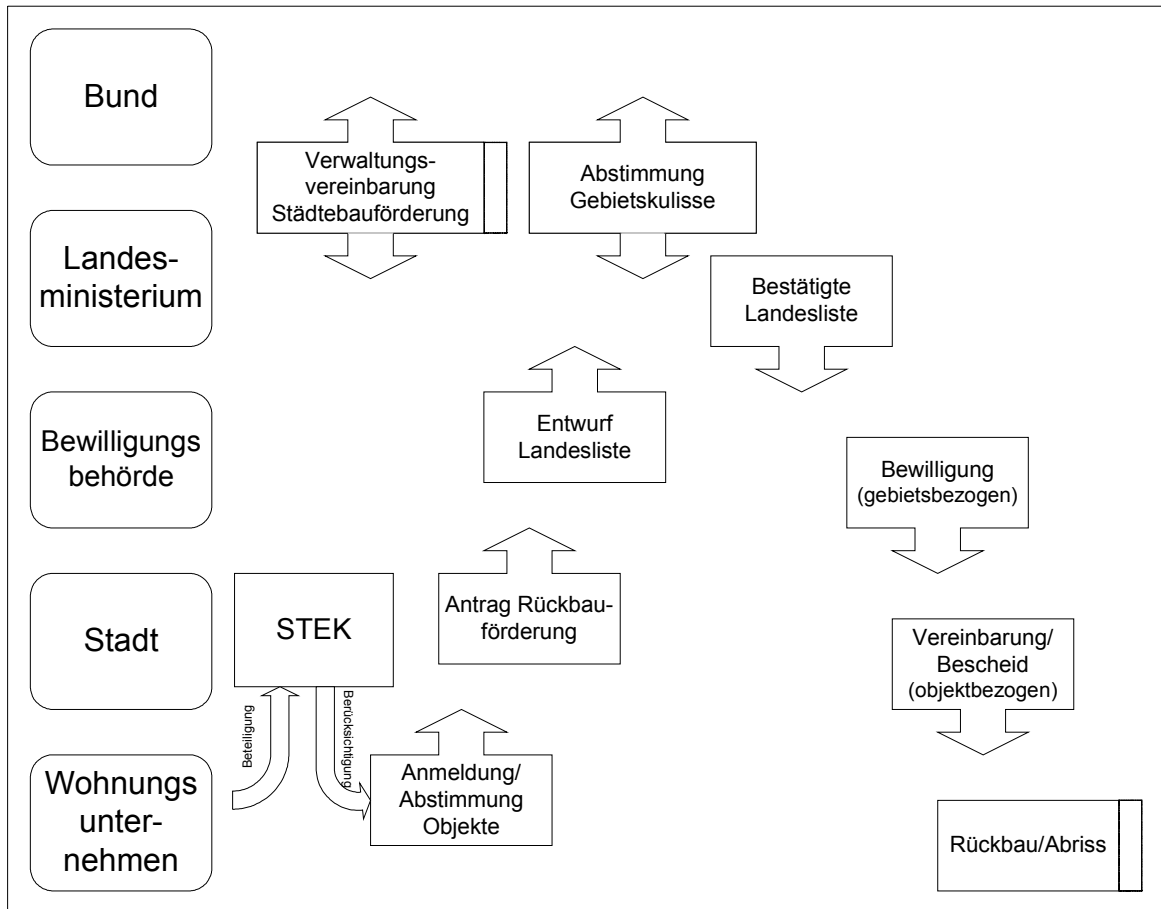 Bund
Verwaltungs-
vereinbarung
Städtebauförderung
Abstimmung
Gebietskulisse
Landes-
ministerium
Bestätigte
Landesliste
Bewilligungs
behörde
Entwurf
Landesliste
Bewilligung
(gebietsbezogen)
Stadt
STEK
Antrag Rückbau-
förderung
Vereinbarung/
Bescheid
(objektbezogen)
Beteiligung
Berücksichtigung
Wohnungs
unter-
nehmen
Anmeldung/
Abstimmung
Objekte
Rückbau/Abriss